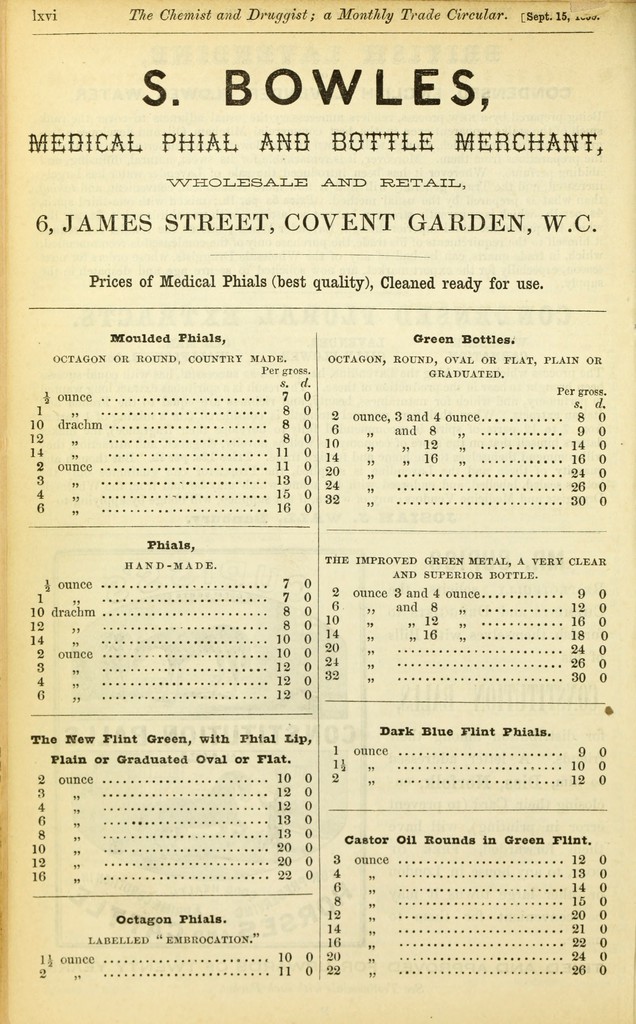 lxvi The Chemist and Druggist; a Monthly Trade Circular. [Sept. 15,
S. BOWLES,
MEDICAL PHIAL AND BOTTLE MERCHANT,
WHOLESALE AND RETAIL,
6, JAMES STREET, COVENT GARDEN, W.C.
Prices of Medical Phials (best quality), Cleaned ready for use.
Moulded Phials,
OCTAGON OR ROUND, COUNTRY MADE.
Per gross.
s. d.
½ ounce ........................ 7 0
1 „ ........................ 8 0
10 drachm ........................ 8 0
12 „ ........................ 8 0
14 „ ........................ 11 0
2 ounce ........................ 11 0
3 „ ........................ 13 0
4 „ ........................ 15 0
6 „ ........................ 16 0
Phials,
HAND-MADE.
½ ounce ........................ 7 0
1 „ ........................ 7 0
10 drachm ........................ 8 0
12 „ ........................ 8 0
14 „ ........................ 10 0
2 ounce ........................ 10 0
3 „ ........................ 12 0
4 „ ........................ 12 0
6 „ ........................ 12 0
The New Flint Green, with Phial Lip,
Plain or Graduated Oval or Flat.
2 ounce ........................ 10 0
3 „ ........................ 12 0
4 „ ........................ 12 0
6 „ ........................ 13 0
8 „ ........................ 13 0
10 „ ........................ 20 0
12 „ ........................ 20 0
16 „ ........................ 22 0
Octagon Phials.
LABELLED "EMBROCATION."
1½ ounce ........................ 10 0
2 „ ........................ 11 0
Green Bottles.
OCTAGON, ROUND, OVAL OR FLAT, PLAIN OR
GRADUATED.
Per gross.
s. d.
2 ounce, 3 and 4 ounce............ 8 0
6 „ and 8 „ ............ 9 0
10 „ „ 12 „ ............ 14 0
14 „ „ 16 „ ............ 16 0
20 „ ........................ 24 0
24 „ ........................ 26 0
32 „ ........................ 30 0
THE IMPROVED GREEN METAL, A VERY CLEAR
AND SUPERIOR BOTTLE.
2 ounce 3 and 4 ounce............ 9 0
6 „ and 8 „ ............ 12 0
10 „ „ 12 „ ............ 16 0
14 „ „ 16 „ ............ 18 0
20 „ ........................ 24 0
24 „ ........................ 26 0
32 „ ........................ 30 0
Dark Blue Flint Phials.
1 ounce ........................ 9 0
1½ „ ........................ 10 0
2 „ ........................ 12 0
Castor Oil Rounds in Green Flint.
3 ounce ........................ 12 0
4 „ ........................ 13 0
6 „ ........................ 14 0
8 „ ........................ 15 0
12 „ ........................ 20 0
14 „ ........................ 21 0
16 „ ........................ 22 0
20 „ ........................ 24 0
22 „ ........................ 26 0